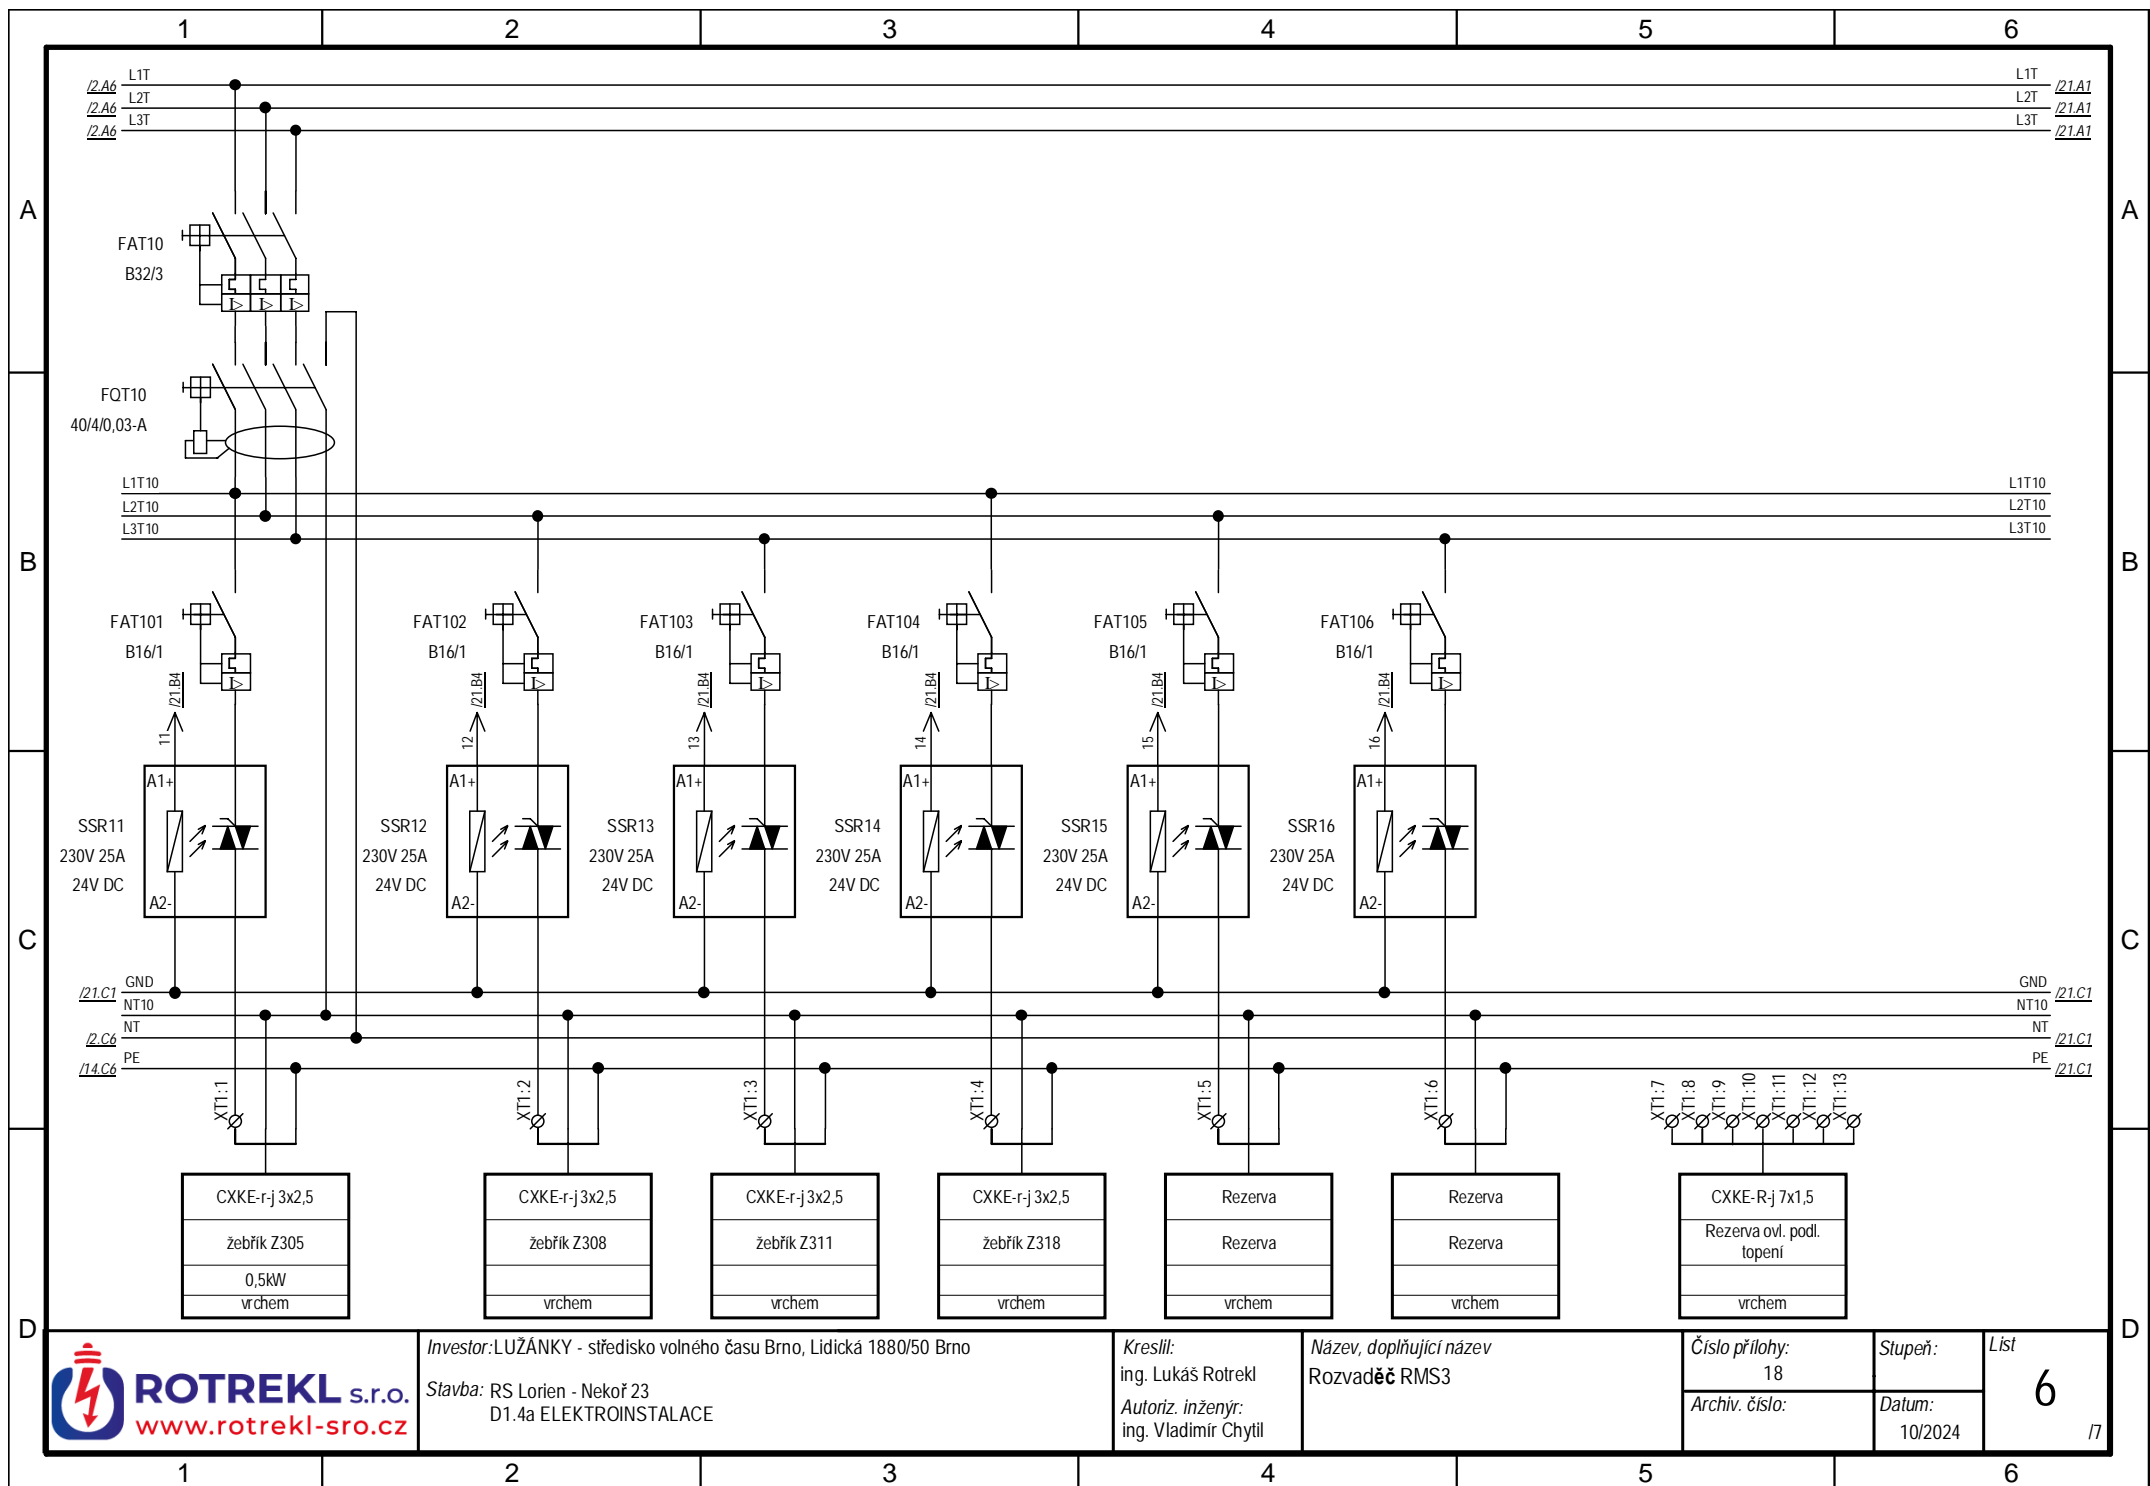 1 2 3 4 5 6
/2.A6 L1T L1T /21.A1
/2.A6 L2T L2T /21.A1
/2.A6 L3T L3T /21.A1
A A
FAT10
B32/3
I> I> I>
FQT10
40/4/0,03-A
L1T10 L1T10
L2T10 L2T10
L3T10 L3T10
B B
FAT101 FAT102 FAT103 FAT104 FAT105 FAT106
B16/1 B16/1 B16/1 B16/1 B16/1 B16/1
I> I> I> I> I> I>
/21.B4 /21.B4 /21.B4 /21.B4 /21.B4 /21.B4
11 12 13 14 15 16
A1+ A1+ A1+ A1+ A1+ A1+
SSR11 SSR12 SSR13 SSR14 SSR15 SSR16
230V 25A 230V 25A 230V 25A 230V 25A 230V 25A 230V 25A
24V DC 24V DC 24V DC 24V DC 24V DC 24V DC
A2- A2- A2- A2- A2- A2-
C C
/21.C1 GND GND /21.C1
NT10 NT10
/2.C6 NT NT /21.C1
/14.C6 PE PE /21.C1
XT1:1 XT1:2 XT1:3 XT1:4 XT1:5 XT1:6 XT1:7 XT1:8 XT1:9 XT1:10 XT1:11 XT1:12 XT1:13
CXKE-r-j 3x2,5 CXKE-r-j 3x2,5 CXKE-r-j 3x2,5 CXKE-r-j 3x2,5 Rezerva Rezerva CXKE-R-j 7x1,5
žebřík Z305 žebřík Z308 žebřík Z311 žebřík Z318 Rezerva Rezerva Rezerva ovl. podl.
topení
0,5kW
vrchem vrchem vrchem vrchem vrchem vrchem vrchem
D D
ROTREKL s.r.o.
www.rotrekl-sro.cz
Investor:LUŽÁNKY - středisko volného času Brno, Lidická 1880/50 Brno
Stavba: RS Lorien - Nekoř 23
D1.4a ELEKTROINSTALACE
Kreslil:
ing. Lukáš Rotrekl
Autoriz. inženýr:
ing. Vladimír Chytil
Název, doplňující název
Rozvaděč RMS3
Číslo přílohy:
18
Archiv. číslo:
Stupeň:
Datum:
10/2024
List
6
/7
1 2 3 4 5 6